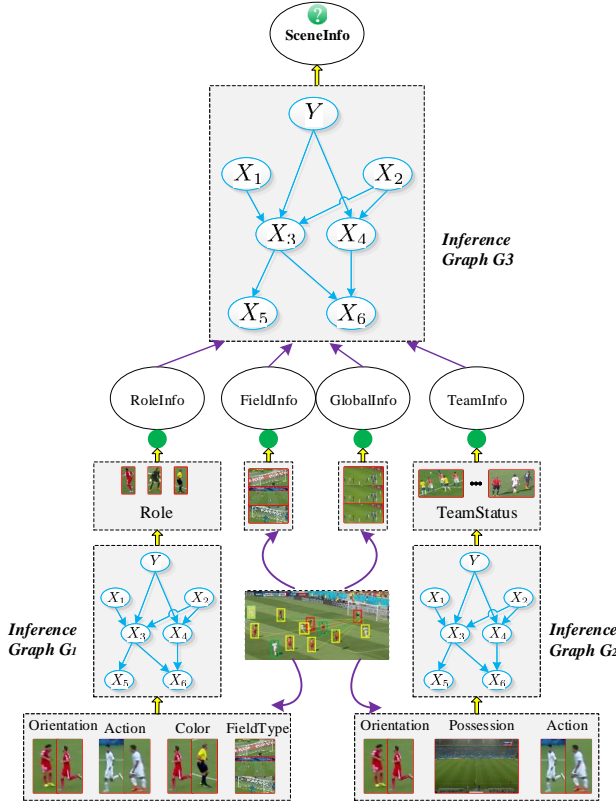 ?
SceneInfo
Y
X1 X2
X3 X4
Inference
Graph G3
X5 X6
RoleInfo FieldInfo GlobalInfo TeamInfo
Role TeamStatus
Y Y
X1 X2 X1 X2
Inference X3 X4 X3 X4 Inference
Graph G1 Graph G2
X5 X6 X5 X6
Orientation Action Color FieldType Orientation Possession Action